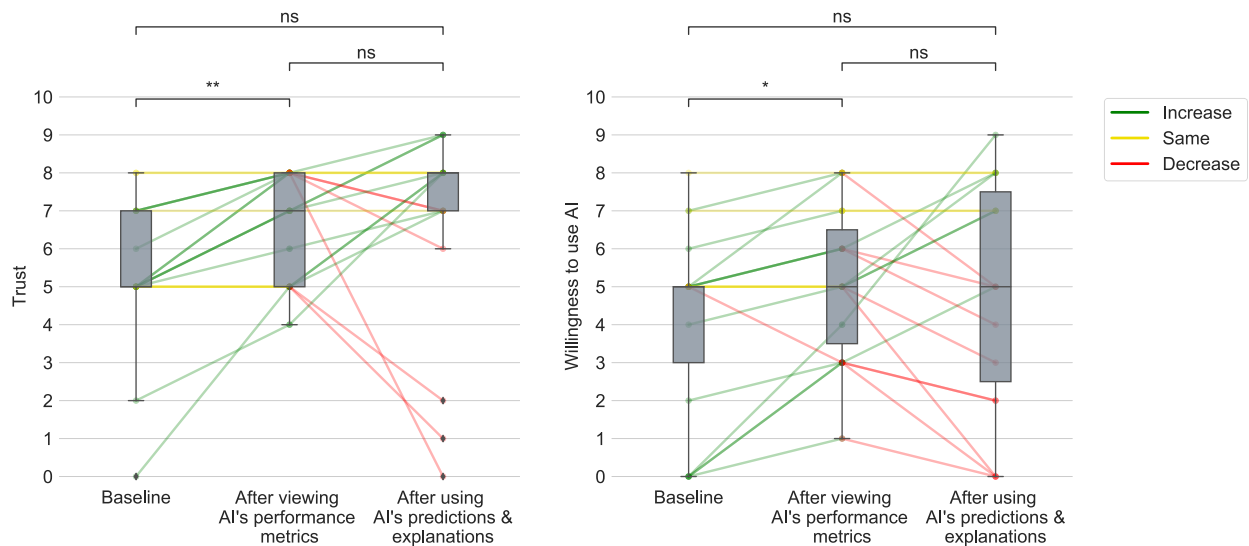 ns
ns
**
Trust
10
9
8
7
6
5
4
3
2
1
0
Baseline
After viewing
AI's performance
metrics
After using
AI's predictions &
explanations
ns
ns
*
Willingness to use AI
10
9
8
7
6
5
4
3
2
1
0
Baseline
After viewing
AI's performance
metrics
After using
AI's predictions &
explanations
Increase
Same
Decrease